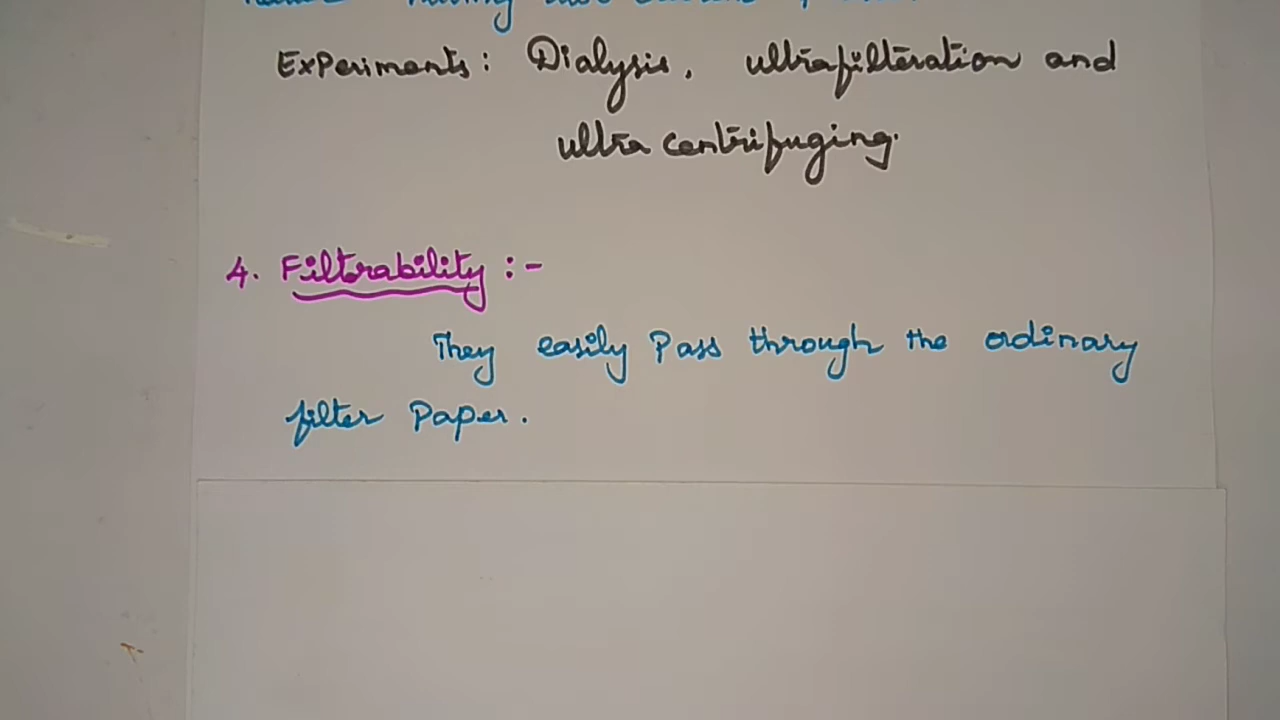 Experiments: Dialysis, ultrafilteration and
ultra centrifuging.
4. Filterability :-
They easily Pass through the ordinary
filter Paper.